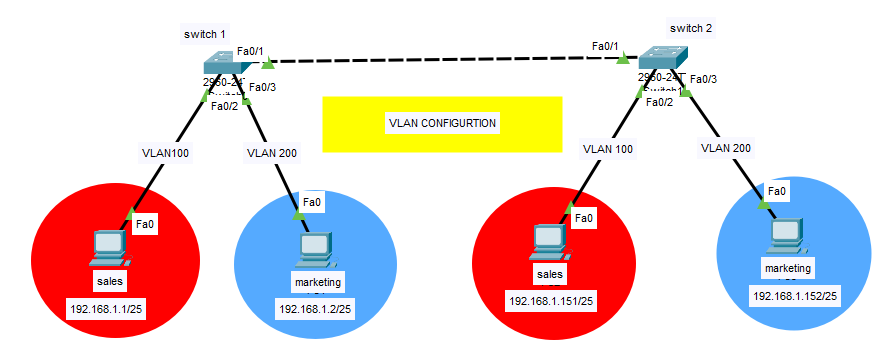 switch 1
switch 2
Fa0/1
Fa0/1
2960-24T
Fa0/3
Fa0/2
2960-24T
Fa0/3
Switch1
Fa0/2
VLAN CONFIGURTION
VLAN100
VLAN 200
VLAN 100
VLAN 200
Fa0
Fa0
Fa0
Fa0
sales
marketing
sales
marketing
192.168.1.1/25
192.168.1.2/25
192.168.1.151/25
192.168.1.152/25